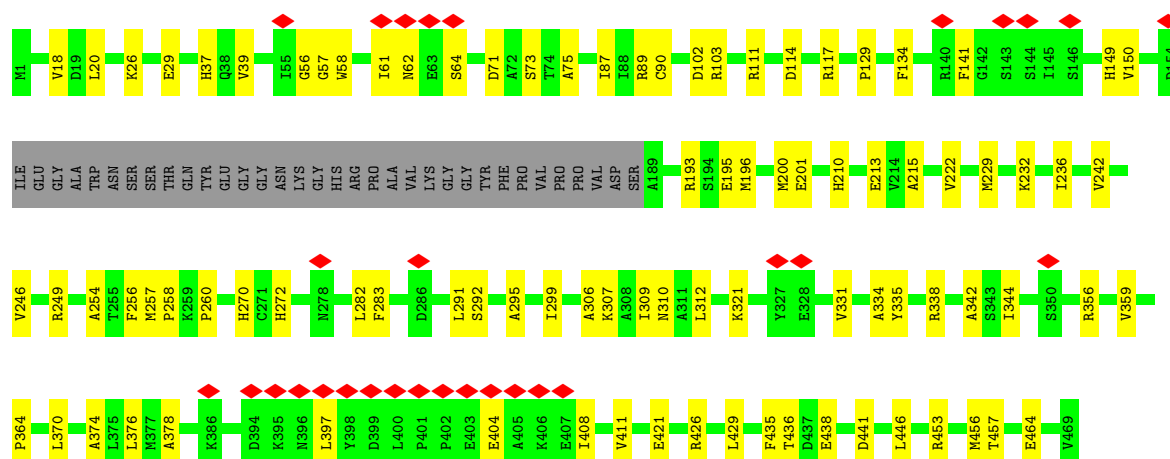 M1 V18 D19 L20 K26 E29 H37 Q38 V39 I55 G56 G57 W58 I61 N62 E63 S64 D71 A72 S73 T74 A75 I87 I88 R89 C90 D102 R103 R111 D114 R117 P129 F134 R140 F141 G142 S143 S144 I145 S146 H149 V150
ILE GLU GLY ALA TRP ASN SER SER THR GLN TYR GLU GLY GLY ASN LYS GLY HIS ARG PRO ALA VAL LYS GLY GLY TYR PHE PRO VAL PRO PRO VAL ASP SER A189 R193 S194 E195 M196 M200 E201 H210 E213 V214 A215 V222 M229 K232 I236 V242
V246 R249 A254 T255 F256 M257 P258 K259 P260 H270 C271 H272 N278 L282 F283 D286 L291 S292 A295 I299 A306 K307 A308 I309 N310 A311 L312 K321 Y327 E328 V331 A334 Y335 R338 A342 S343 I344 S350 R356 V359
P364 L370 A374 L375 L376 M377 A378 K386 D394 K395 N396 L397 Y398 D399 L400 P401 P402 E403 E404 A405 K406 E407 I408 V411 E421 R426 L429 F435 T436 D437 E438 D441 L446 R453 M456 T457 E464 V469